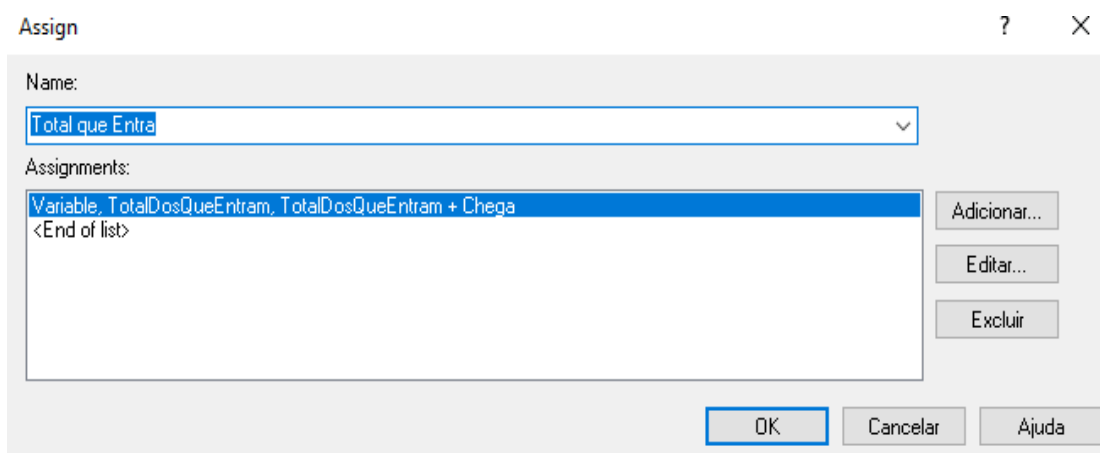 Assign ?
Name:
Total que Entra
Assignments:
Variable, TotalDosQueEntram, TotalDosQueEntram + Chega
<End of list>
Adicionar...
Editar...
Excluir
OK Cancelar Ajuda